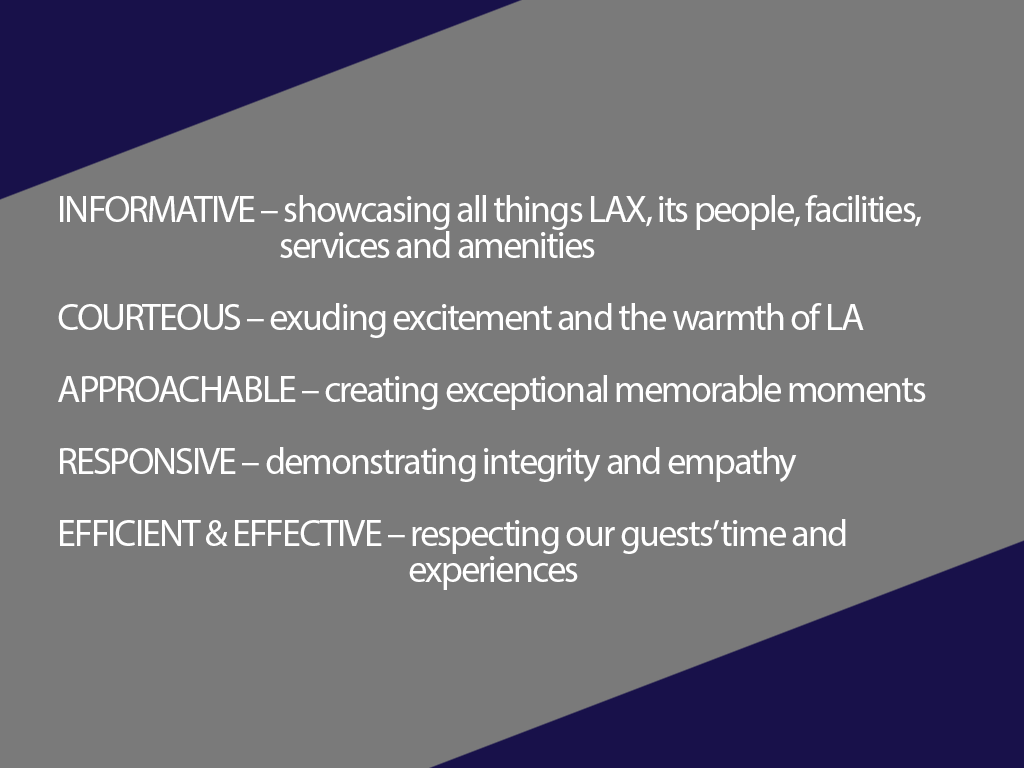 INFORMATIVE – showcasing all things LAX, its people, facilities,
services and amenities
COURTEOUS – exuding excitement and the warmth of LA
APPROACHABLE – creating exceptional memorable moments
RESPONSIVE – demonstrating integrity and empathy
EFFICIENT & EFFECTIVE – respecting our guests’ time and
experiences